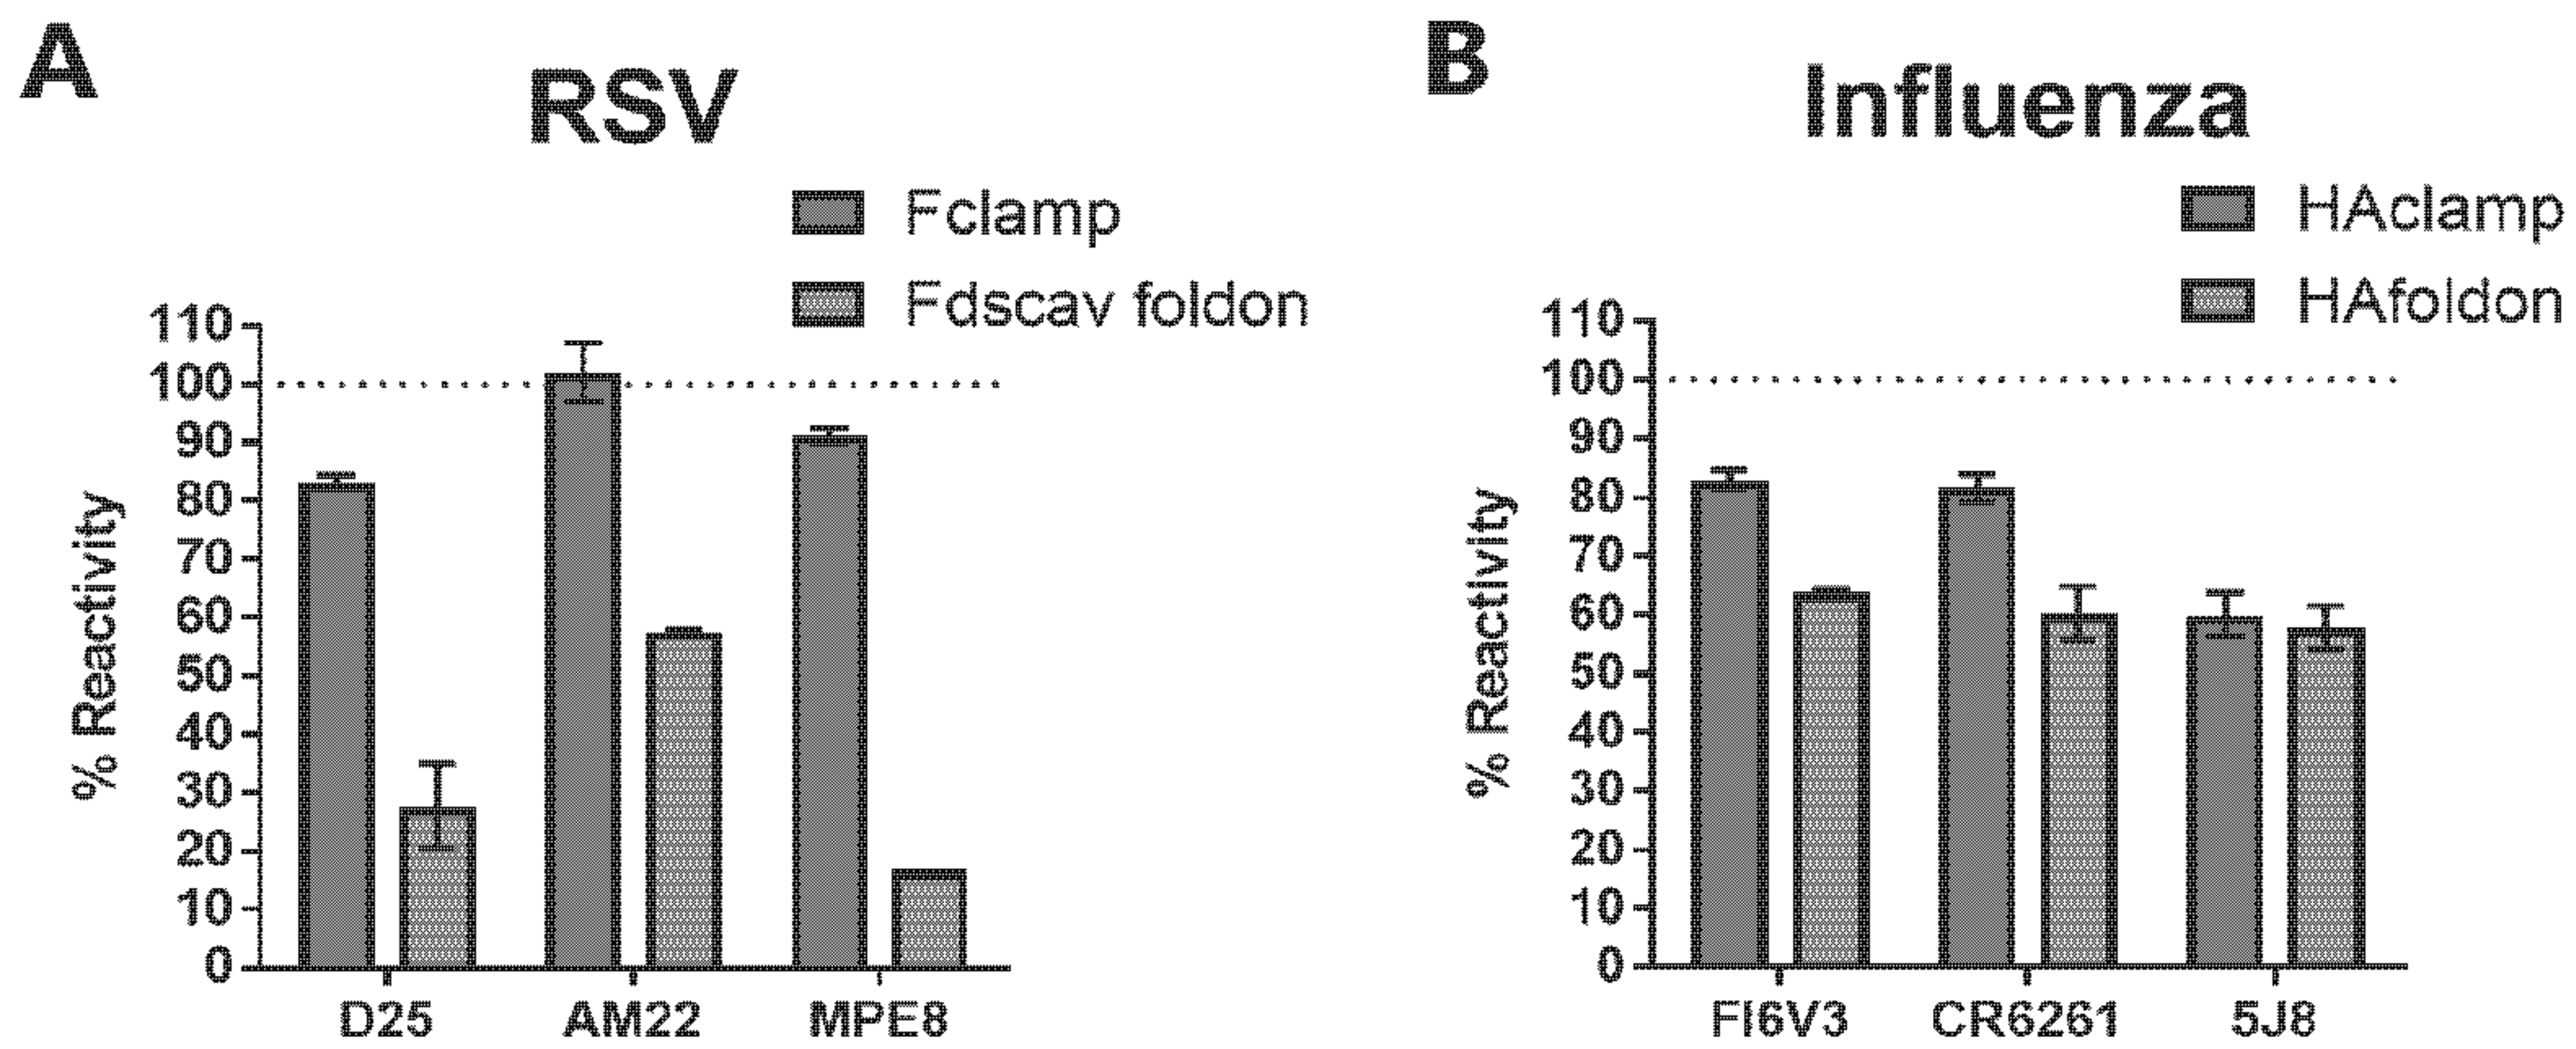 A
RSV
Fclamp
Fdscav foldon
110
100
90
80
70
60
50
40
30
20
10
0
% Reactivity
D25 AM22 MPE8
B
Influenza
HAclamp
HAfoldon
110
100
90
80
70
60
50
40
30
20
10
0
% Reactivity
FI6V3 CR6261 5J8